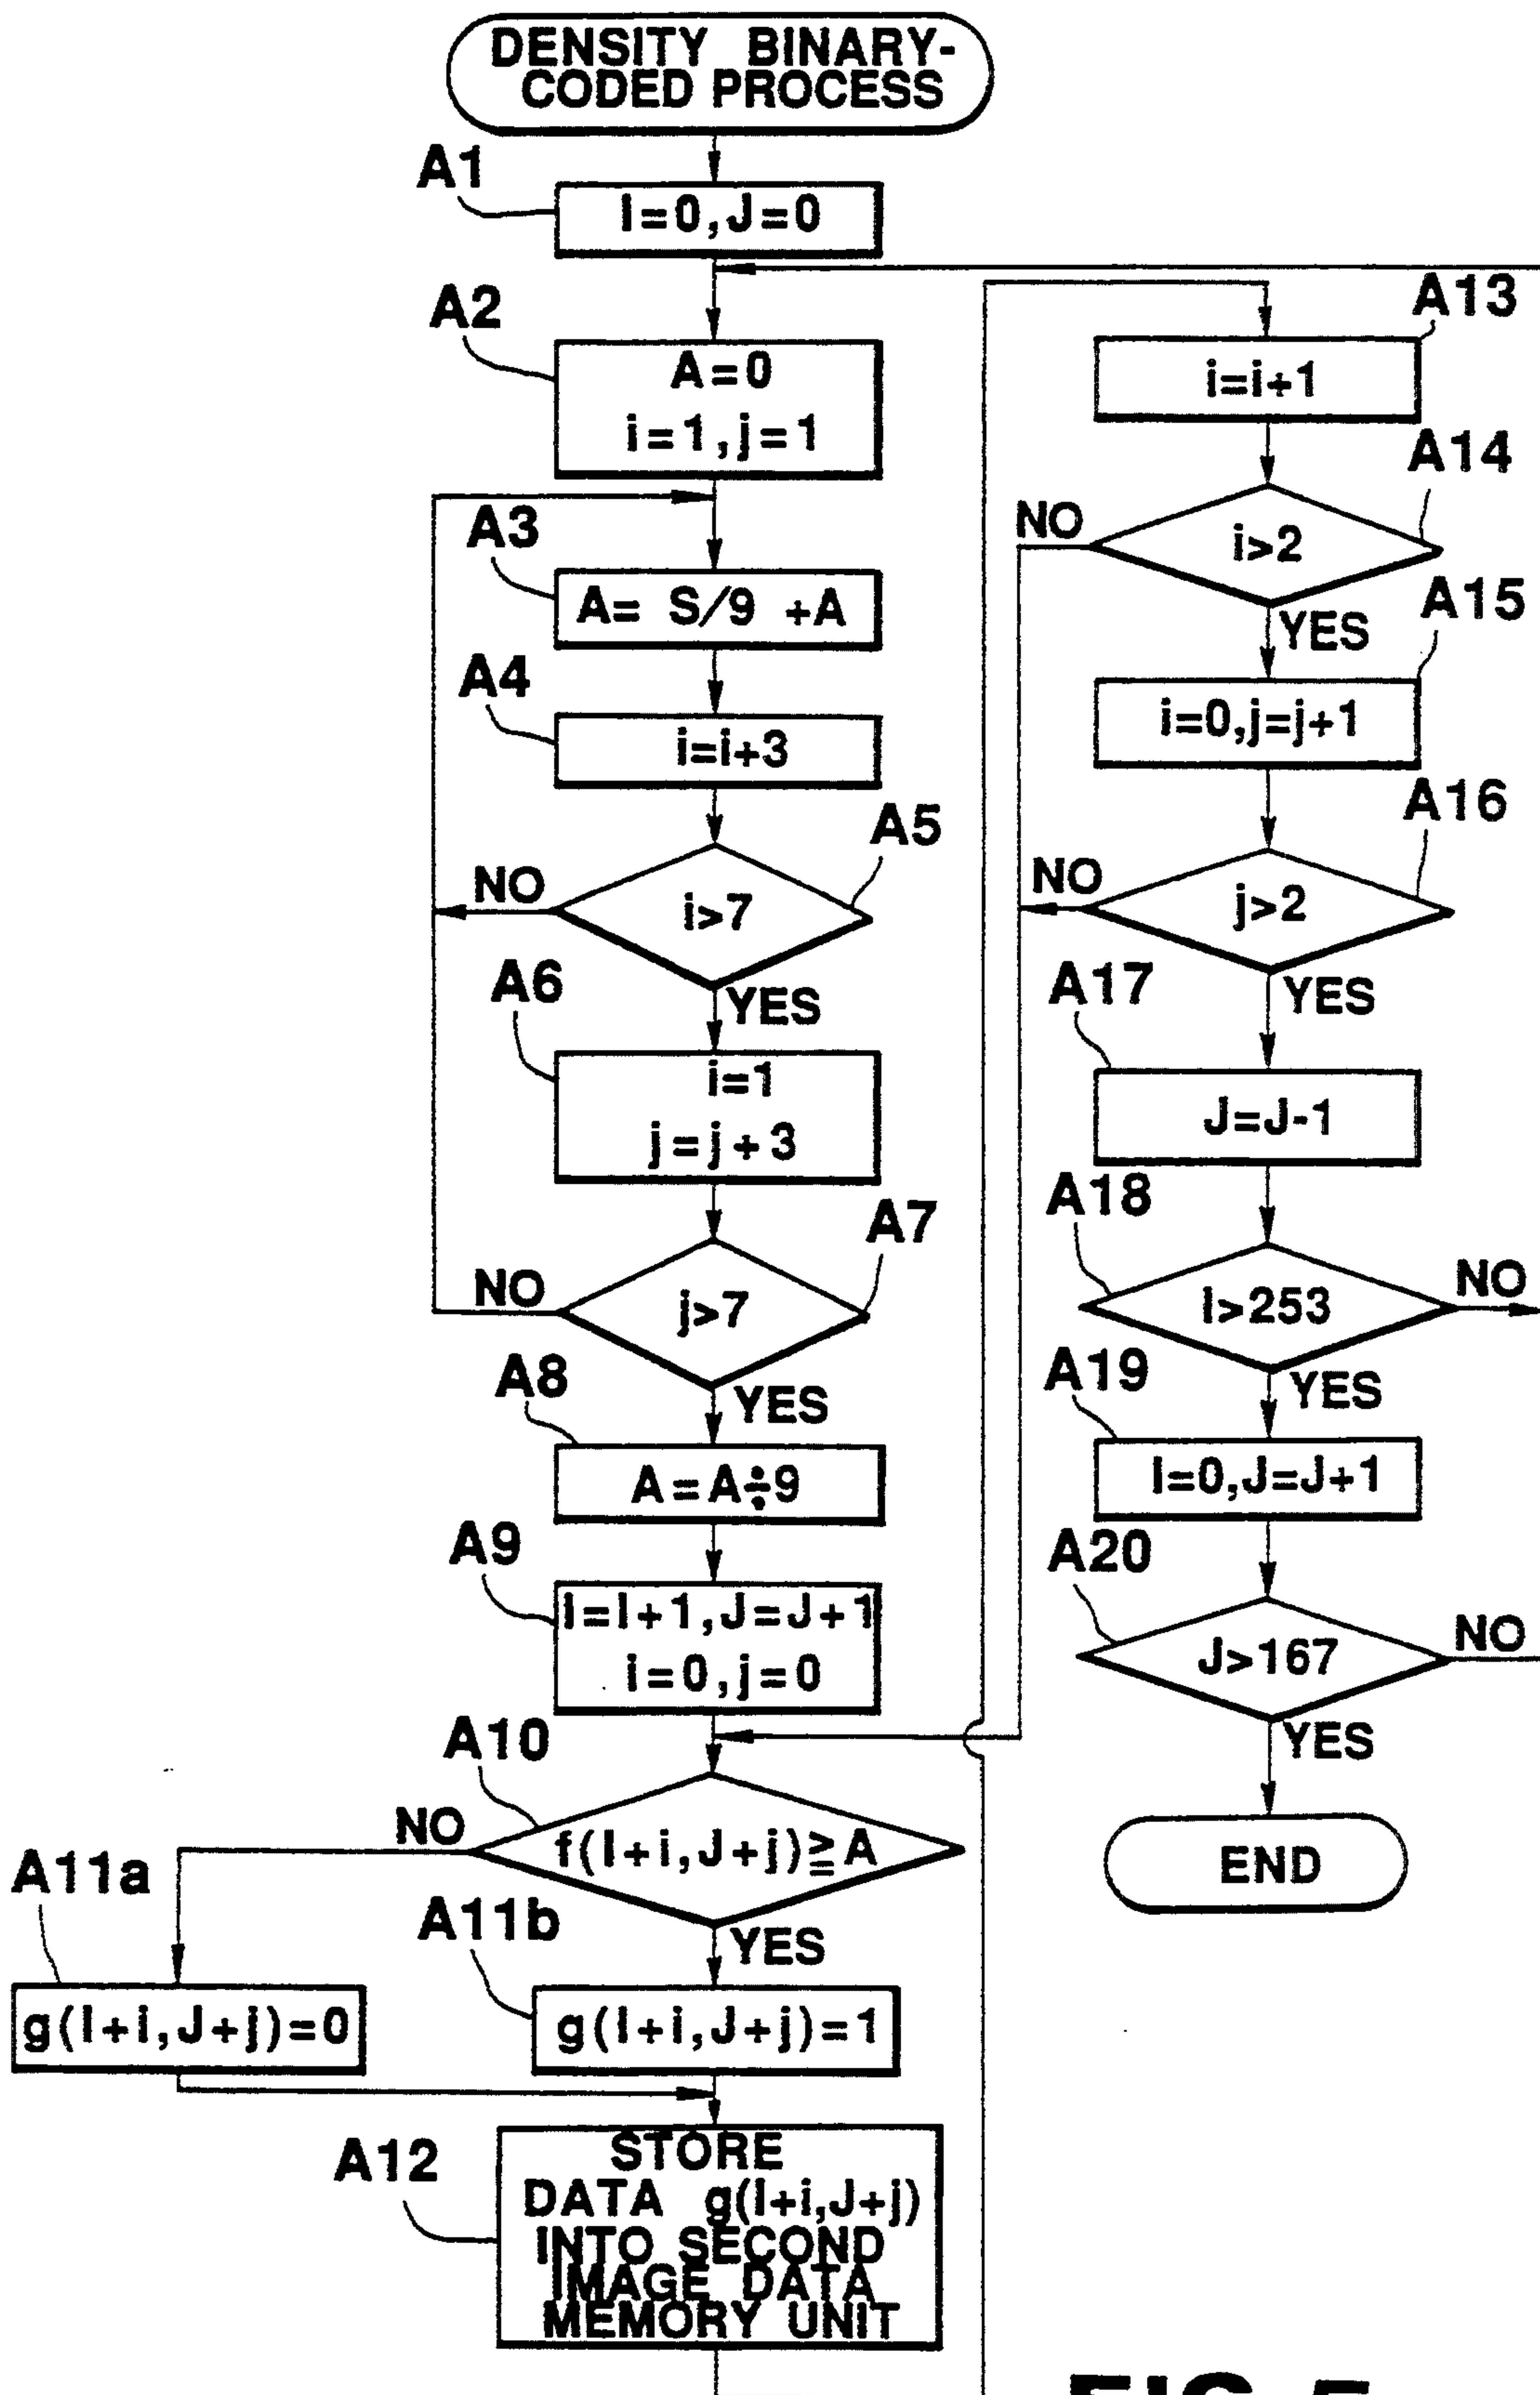 DENSITY BINARY-
CODED PROCESS
A1
I=0,J=0
A2
A=0
i=1,j=1
A3
A= S/9 +A
A4
i=i+3
A5
i>7
NO
YES
A6
i=1
j=j+3
A7
j>7
NO
YES
A8
A=A÷9
A9
I=I+1,J=J+1
i=0,j=0
A10
f(I+i,J+j)≧A
NO
YES
A11a
g(I+i,J+j)=0
A11b
g(I+i,J+j)=1
A12
STORE
DATA g(I+i,J+j)
INTO SECOND
IMAGE DATA
MEMORY UNIT
A13
i=i+1
A14
i>2
NO
YES
A15
i=0,j=j+1
A16
j>2
NO
YES
A17
J=J-1
A18
I>253
NO
YES
A19
I=0,J=J+1
A20
J>167
NO
YES
END